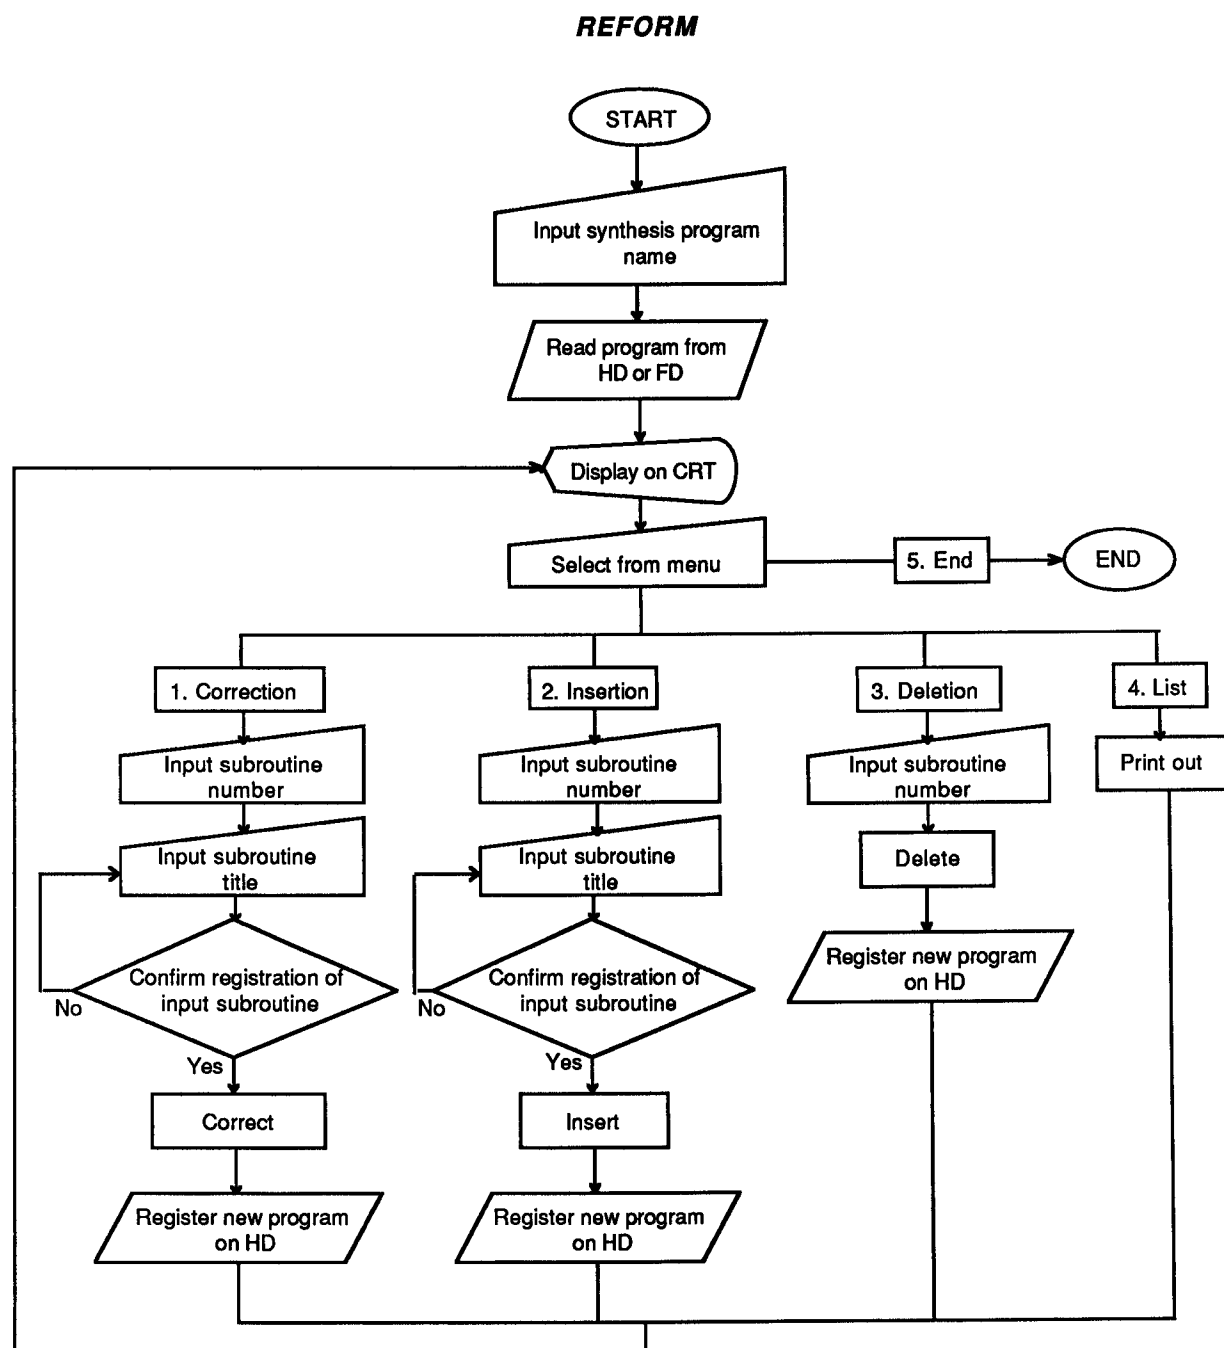 REFORM
START
Input synthesis program
name
Read program from
HD or FD
Display on CRT
Select from menu
5. End
END
1. Correction
2. Insertion
3. Deletion
4. List
Input subroutine
number
Input subroutine
number
Input subroutine
number
Print out
Input subroutine
title
Input subroutine
title
Delete
Confirm registration of
input subroutine
No
Yes
Confirm registration of
input subroutine
No
Yes
Register new program
on HD
Correct
Insert
Register new program
on HD
Register new program
on HD